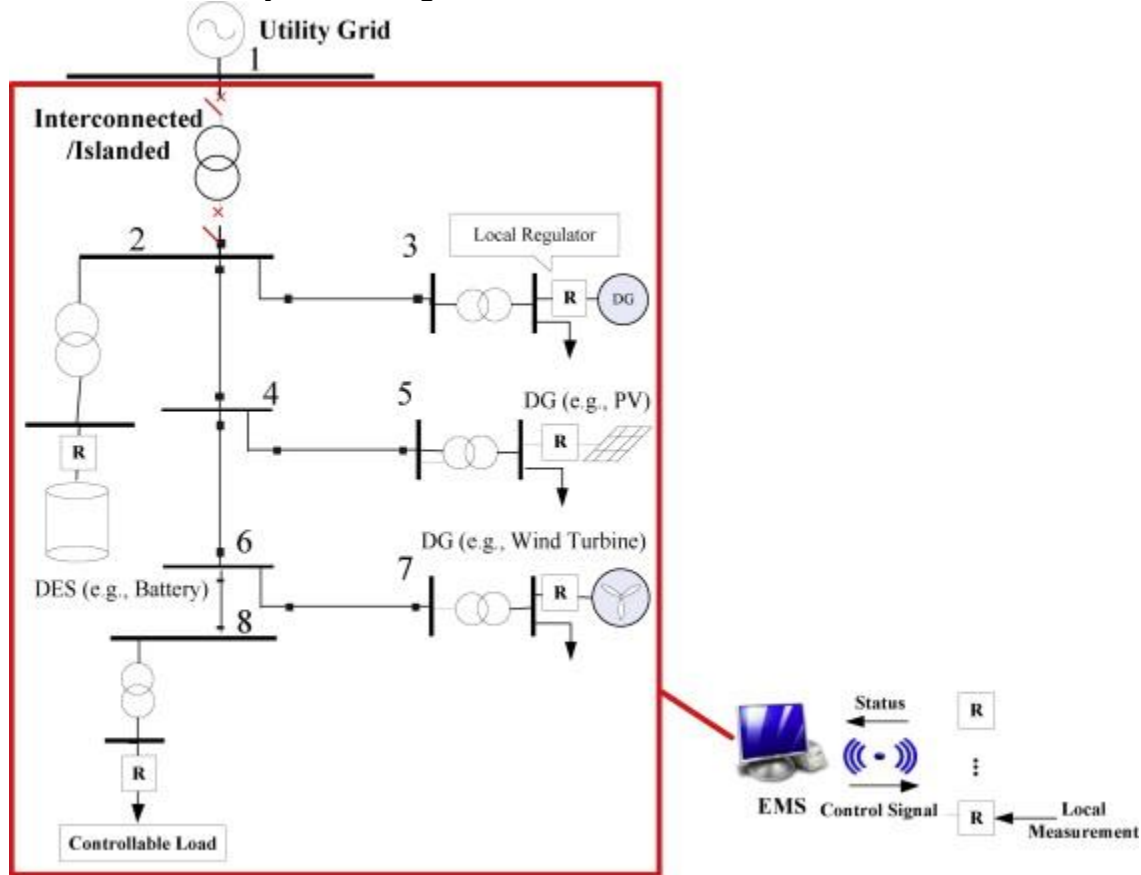 Utility Grid
1
Interconnected
/Islanded
2
3
Local Regulator
R
DG
4
5
DG (e.g., PV)
R
R
6
DG (e.g., Wind Turbine)
7
R
DES (e.g., Battery)
8
R
Controllable Load
Status
R
EMS
Control Signal
R
Local
Measurement